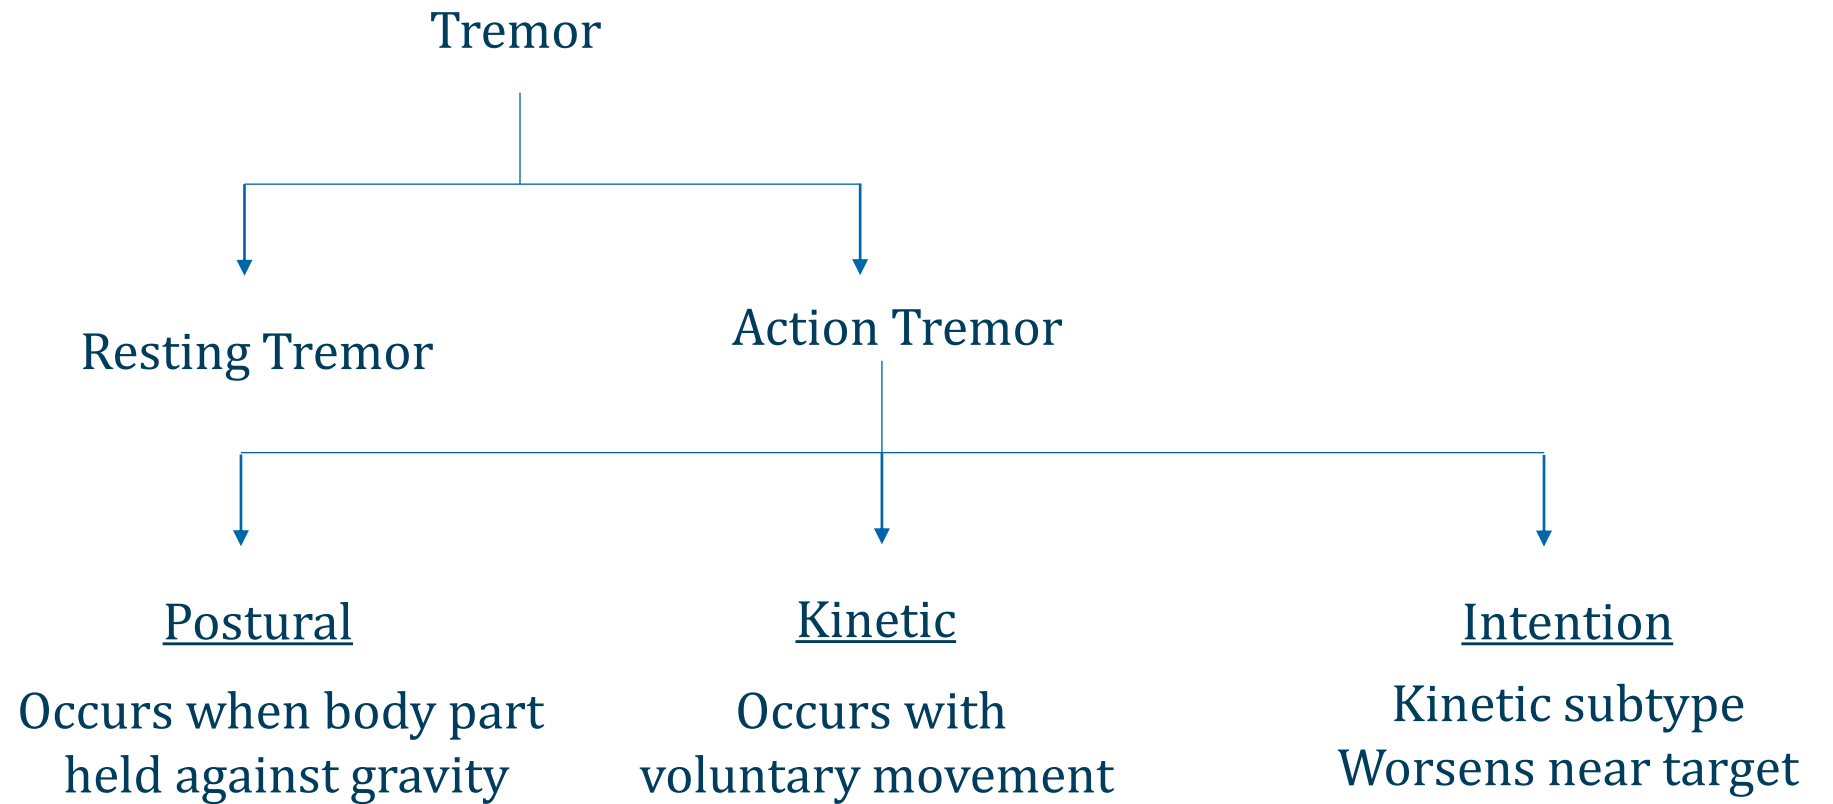 Tremor
Resting Tremor
Action Tremor
Postural
Occurs when body part
held against gravity
Kinetic
Occurs with
voluntary movement
Intention
Kinetic subtype
Worsens near target